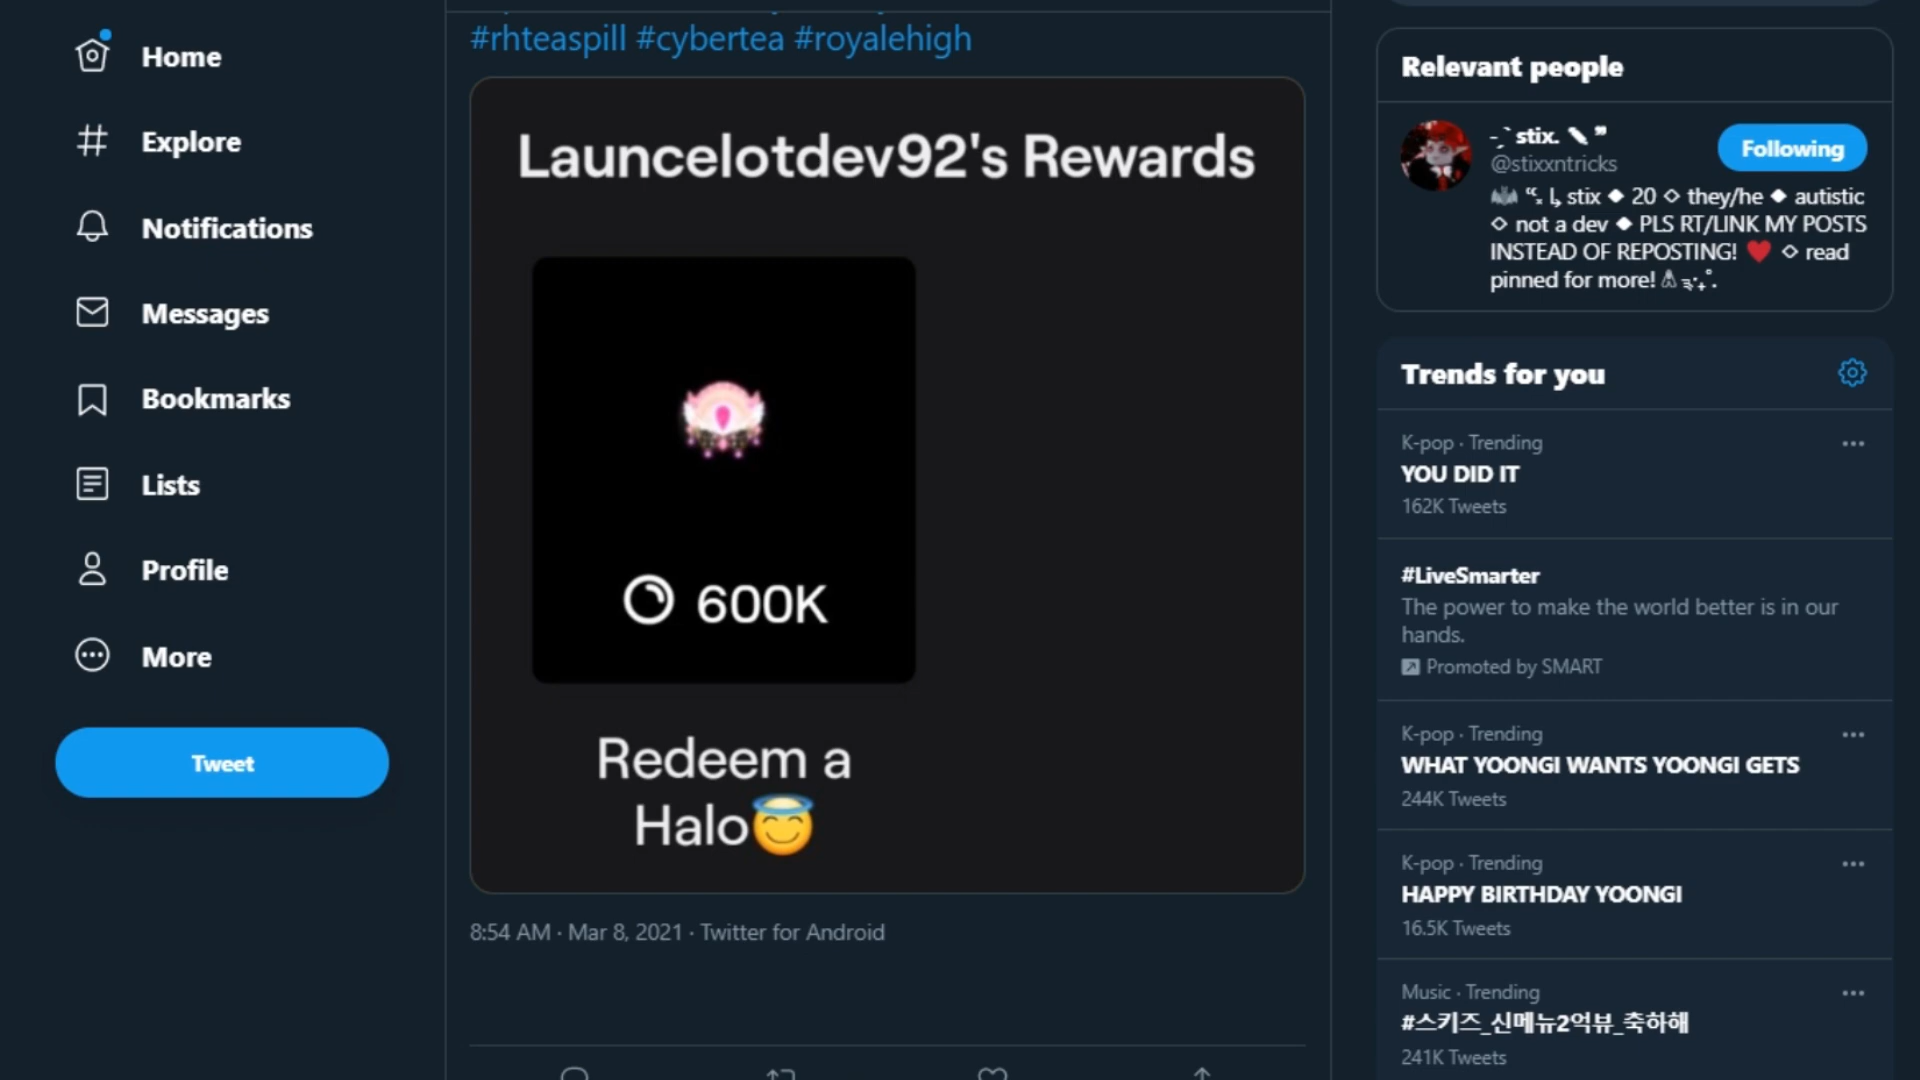 Home
Explore
Notifications
Messages
Bookmarks
Lists
Profile
More
Tweet
#rhteaspill #cybertea #royalehigh
Launcelotdev92's Rewards
600K
Redeem a
Halo😇
8:54 AM · Mar 8, 2021 · Twitter for Android
Relevant people
stix.
@stixxntricks
Following
stix ◆ 20 ◇ they/he ◆ autistic
◇ not a dev ◆ PLS RT/LINK MY POSTS
INSTEAD OF REPOSTING! ♥ ◇ read
pinned for more!
Trends for you
K-pop · Trending
YOU DID IT
162K Tweets
#LiveSmarter
The power to make the world better is in our
hands.
Promoted by SMART
K-pop · Trending
WHAT YOONGI WANTS YOONGI GETS
244K Tweets
K-pop · Trending
HAPPY BIRTHDAY YOONGI
16.5K Tweets
Music · Trending
#스키즈_신메뉴2억뷰_축하해
241K Tweets